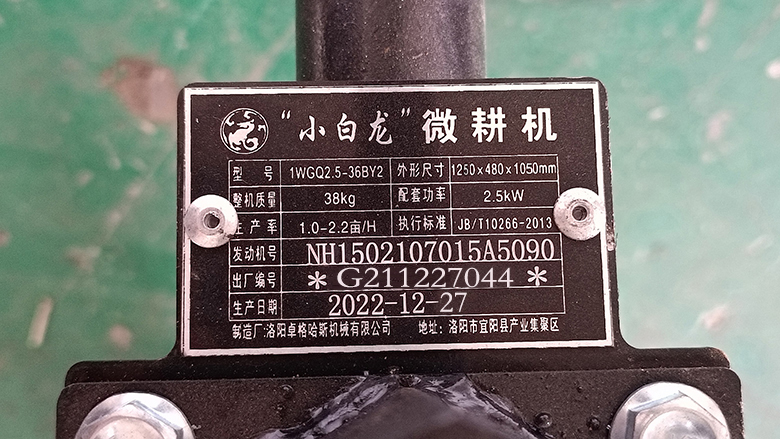 “小白龙”微耕机
型号 1WGQ2.5-36BY2 外形尺寸 1250×480×1050mm
整机质量 38kg 配套功率 2.5kW
生产率 1.0-2.2亩/H 执行标准 JB/T10266-2013
发动机号 NH1502107015A5090
出厂编号 *G211227044*
生产日期 2022-12-27
制造厂:洛阳卓格哈斯机械有限公司 地址: 洛阳市宜阳县产业集聚区